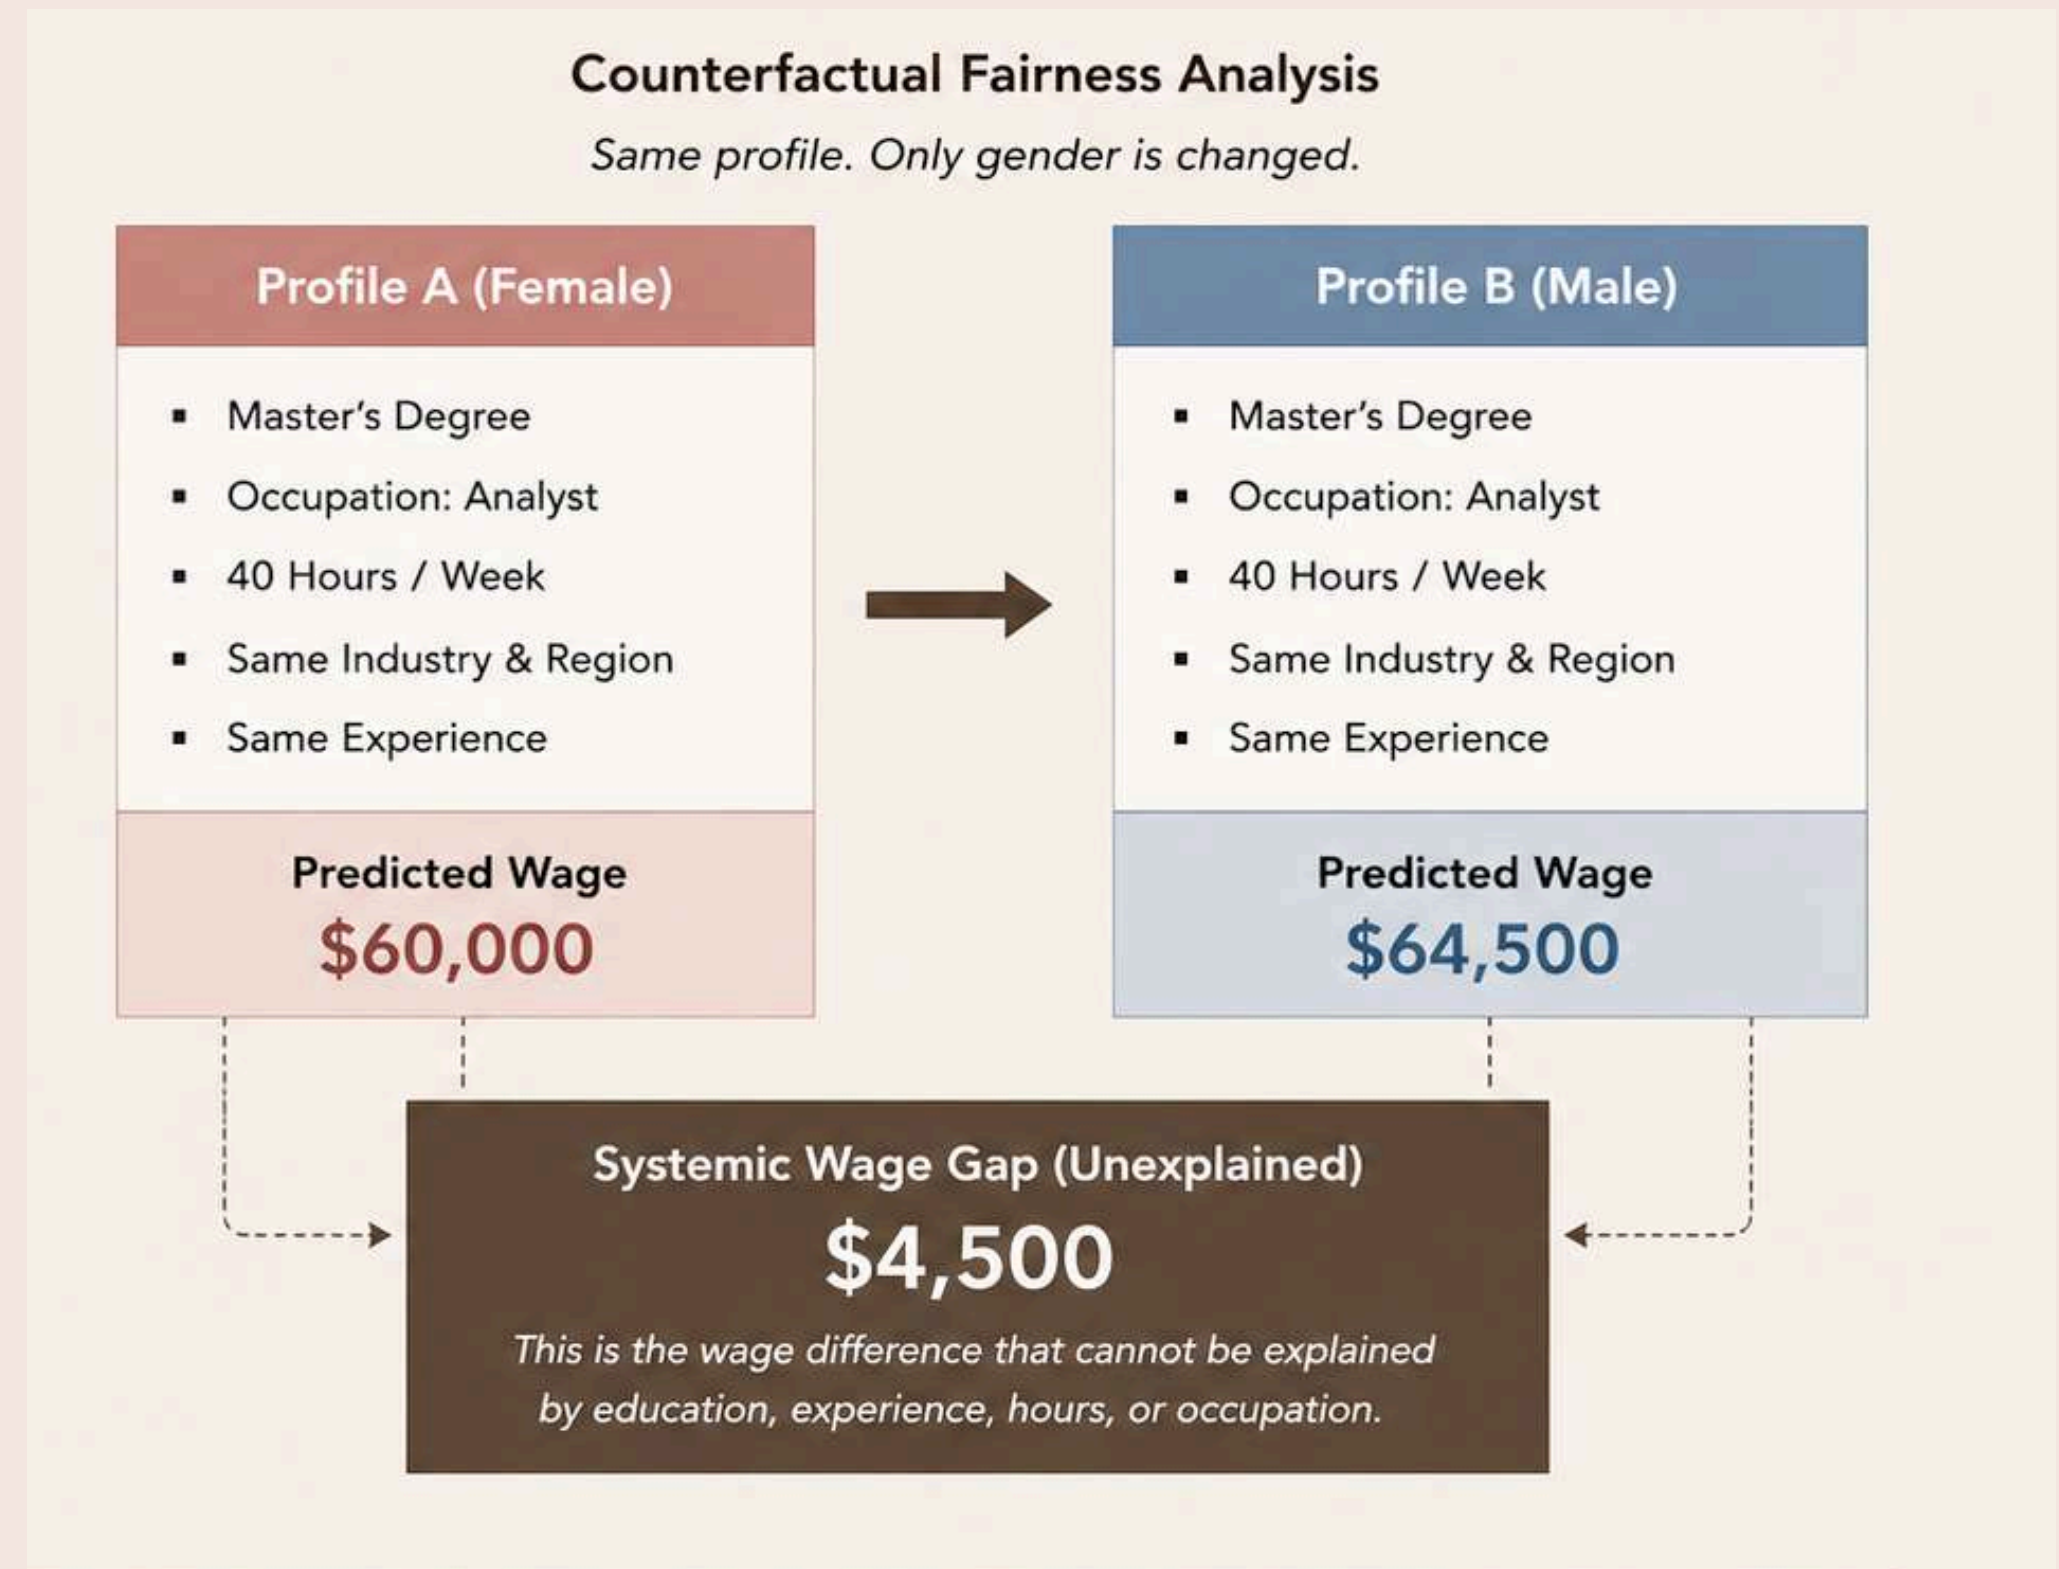 Counterfactual Fairness Analysis
Same profile. Only gender is changed.
Profile A (Female)
▪ Master’s Degree
▪ Occupation: Analyst
▪ 40 Hours / Week
▪ Same Industry & Region
▪ Same Experience
Predicted Wage
$60,000
Profile B (Male)
▪ Master’s Degree
▪ Occupation: Analyst
▪ 40 Hours / Week
▪ Same Industry & Region
▪ Same Experience
Predicted Wage
$64,500
Systemic Wage Gap (Unexplained)
$4,500
This is the wage difference that cannot be explained
by education, experience, hours, or occupation.